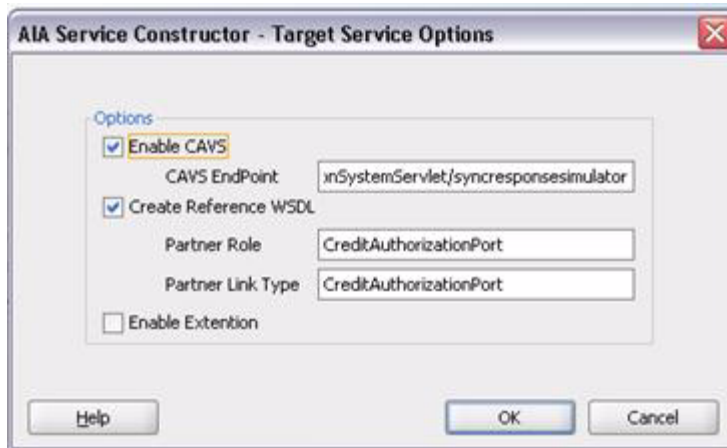 AIA Service Constructor - Target Service Options
Options
Enable CAVS
CAVS EndPoint
nSystemServlet/syncresponsesimulator
Create Reference WSDL
Partner Role
CreditAuthorizationPort
Partner Link Type
CreditAuthorizationPort
Enable Extention
Help
OK
Cancel